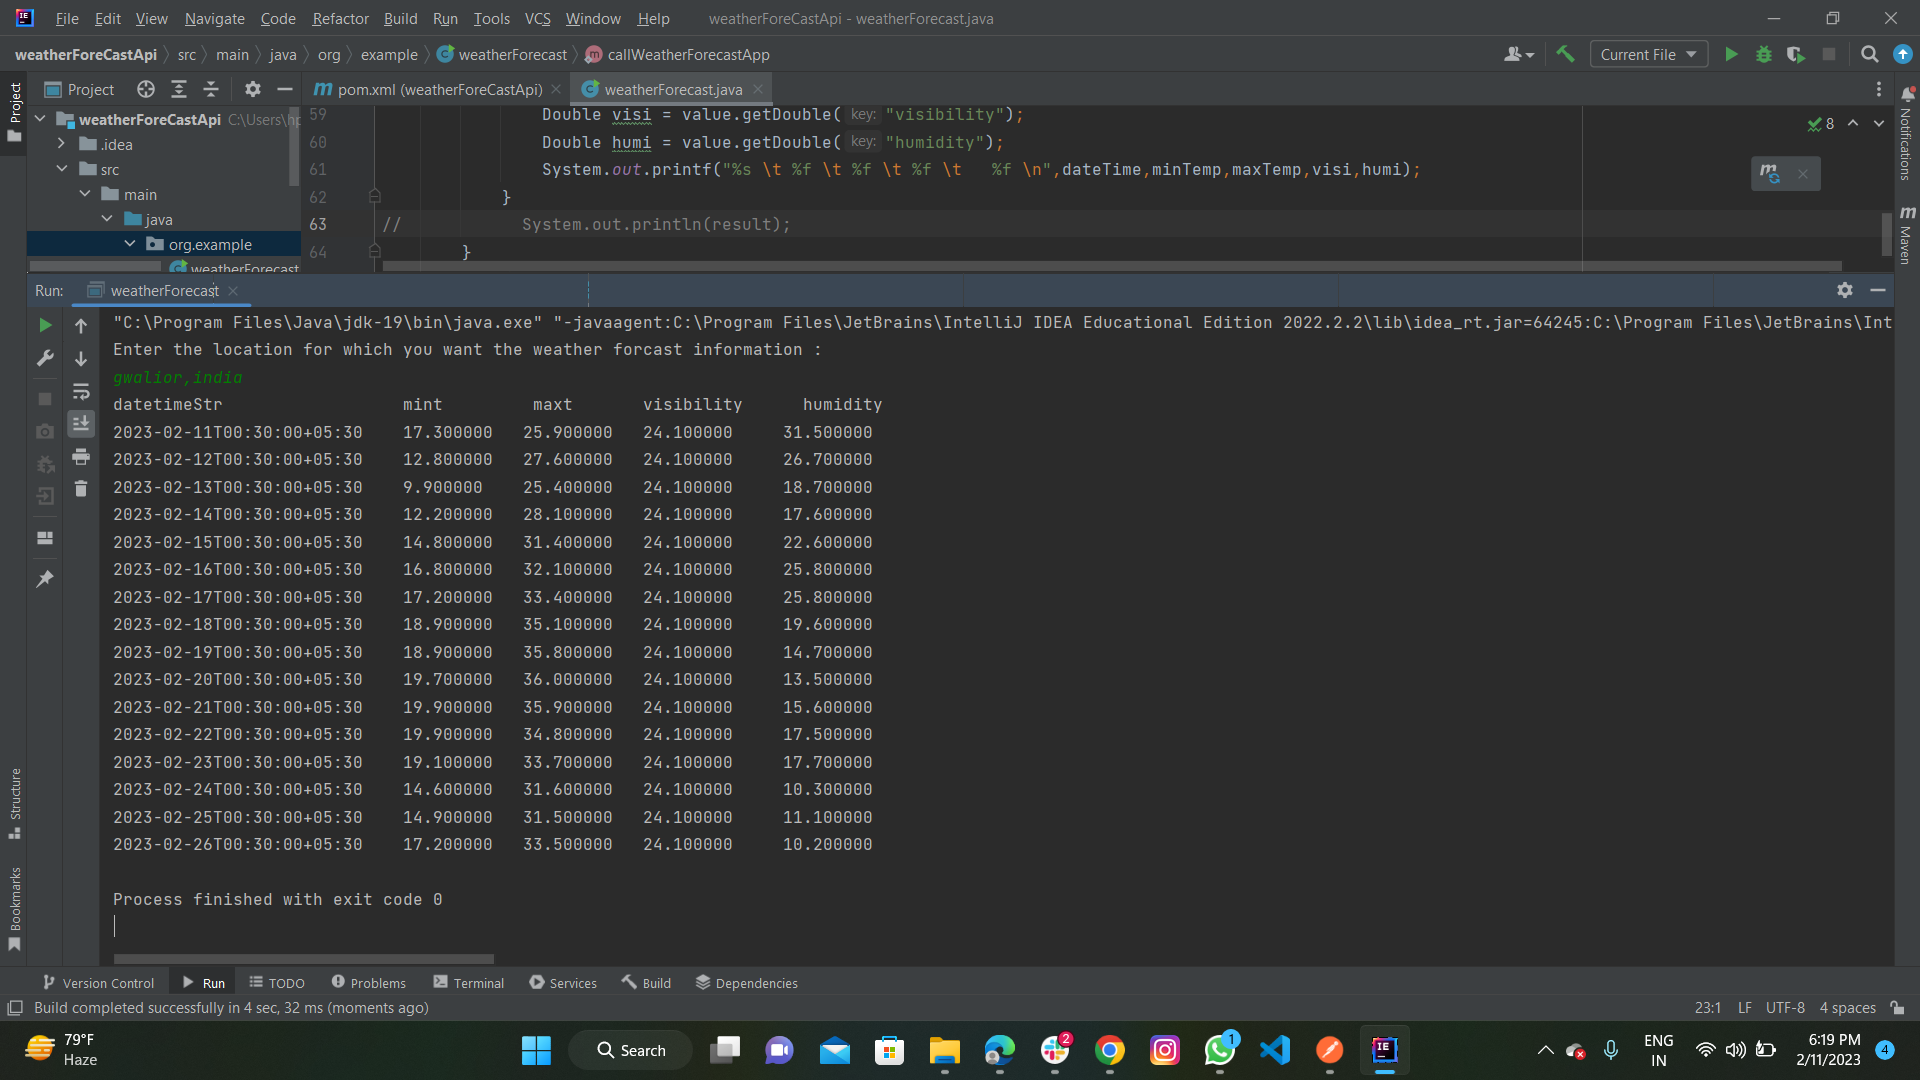 File Edit View Navigate Code Refactor Build Run Tools VCS Window Help weatherForeCastApi - weatherForecast.java
weatherForeCastApi src main java org example weatherForecast callWeatherForecastApp Current File
Project pom.xml (weatherForeCastApi) weatherForecast.java
weatherForeCastApi C:\Users\hp
.idea
src
main
java
org.example
weatherForecast
59 Double visi = value.getDouble( key: "visibility");
60 Double humi = value.getDouble( key: "humidity");
61 System.out.printf("%s \t %f \t %f \t %f \t   %f \n",dateTime,minTemp,maxTemp,visi,humi);
62 }
63 // System.out.println(result);
64 }
8
Project
Structure
Bookmarks
Notifications
Maven
Run: weatherForecast
"C:\Program Files\Java\jdk-19\bin\java.exe" "-javaagent:C:\Program Files\JetBrains\IntelliJ IDEA Educational Edition 2022.2.2\lib\idea_rt.jar=64245:C:\Program Files\JetBrains\Int
Enter the location for which you want the weather forcast information :
gwalior,india
datetimeStr mint maxt visibility humidity
2023-02-11T00:30:00+05:30 17.300000 25.900000 24.100000 31.500000
2023-02-12T00:30:00+05:30 12.800000 27.600000 24.100000 26.700000
2023-02-13T00:30:00+05:30 9.900000 25.400000 24.100000 18.700000
2023-02-14T00:30:00+05:30 12.200000 28.100000 24.100000 17.600000
2023-02-15T00:30:00+05:30 14.800000 31.400000 24.100000 22.600000
2023-02-16T00:30:00+05:30 16.800000 32.100000 24.100000 25.800000
2023-02-17T00:30:00+05:30 17.200000 33.400000 24.100000 25.800000
2023-02-18T00:30:00+05:30 18.900000 35.100000 24.100000 19.600000
2023-02-19T00:30:00+05:30 18.900000 35.800000 24.100000 14.700000
2023-02-20T00:30:00+05:30 19.700000 36.000000 24.100000 13.500000
2023-02-21T00:30:00+05:30 19.900000 35.900000 24.100000 15.600000
2023-02-22T00:30:00+05:30 19.900000 34.800000 24.100000 17.500000
2023-02-23T00:30:00+05:30 19.100000 33.700000 24.100000 17.700000
2023-02-24T00:30:00+05:30 14.600000 31.600000 24.100000 10.300000
2023-02-25T00:30:00+05:30 14.900000 31.500000 24.100000 11.100000
2023-02-26T00:30:00+05:30 17.200000 33.500000 24.100000 10.200000
Process finished with exit code 0
Version Control Run TODO Problems Terminal Services Build Dependencies
Build completed successfully in 4 sec, 32 ms (moments ago) 23:1 LF UTF-8 4 spaces
79°F
Haze
Search
2
1
ENG
IN
6:19 PM
2/11/2023
4